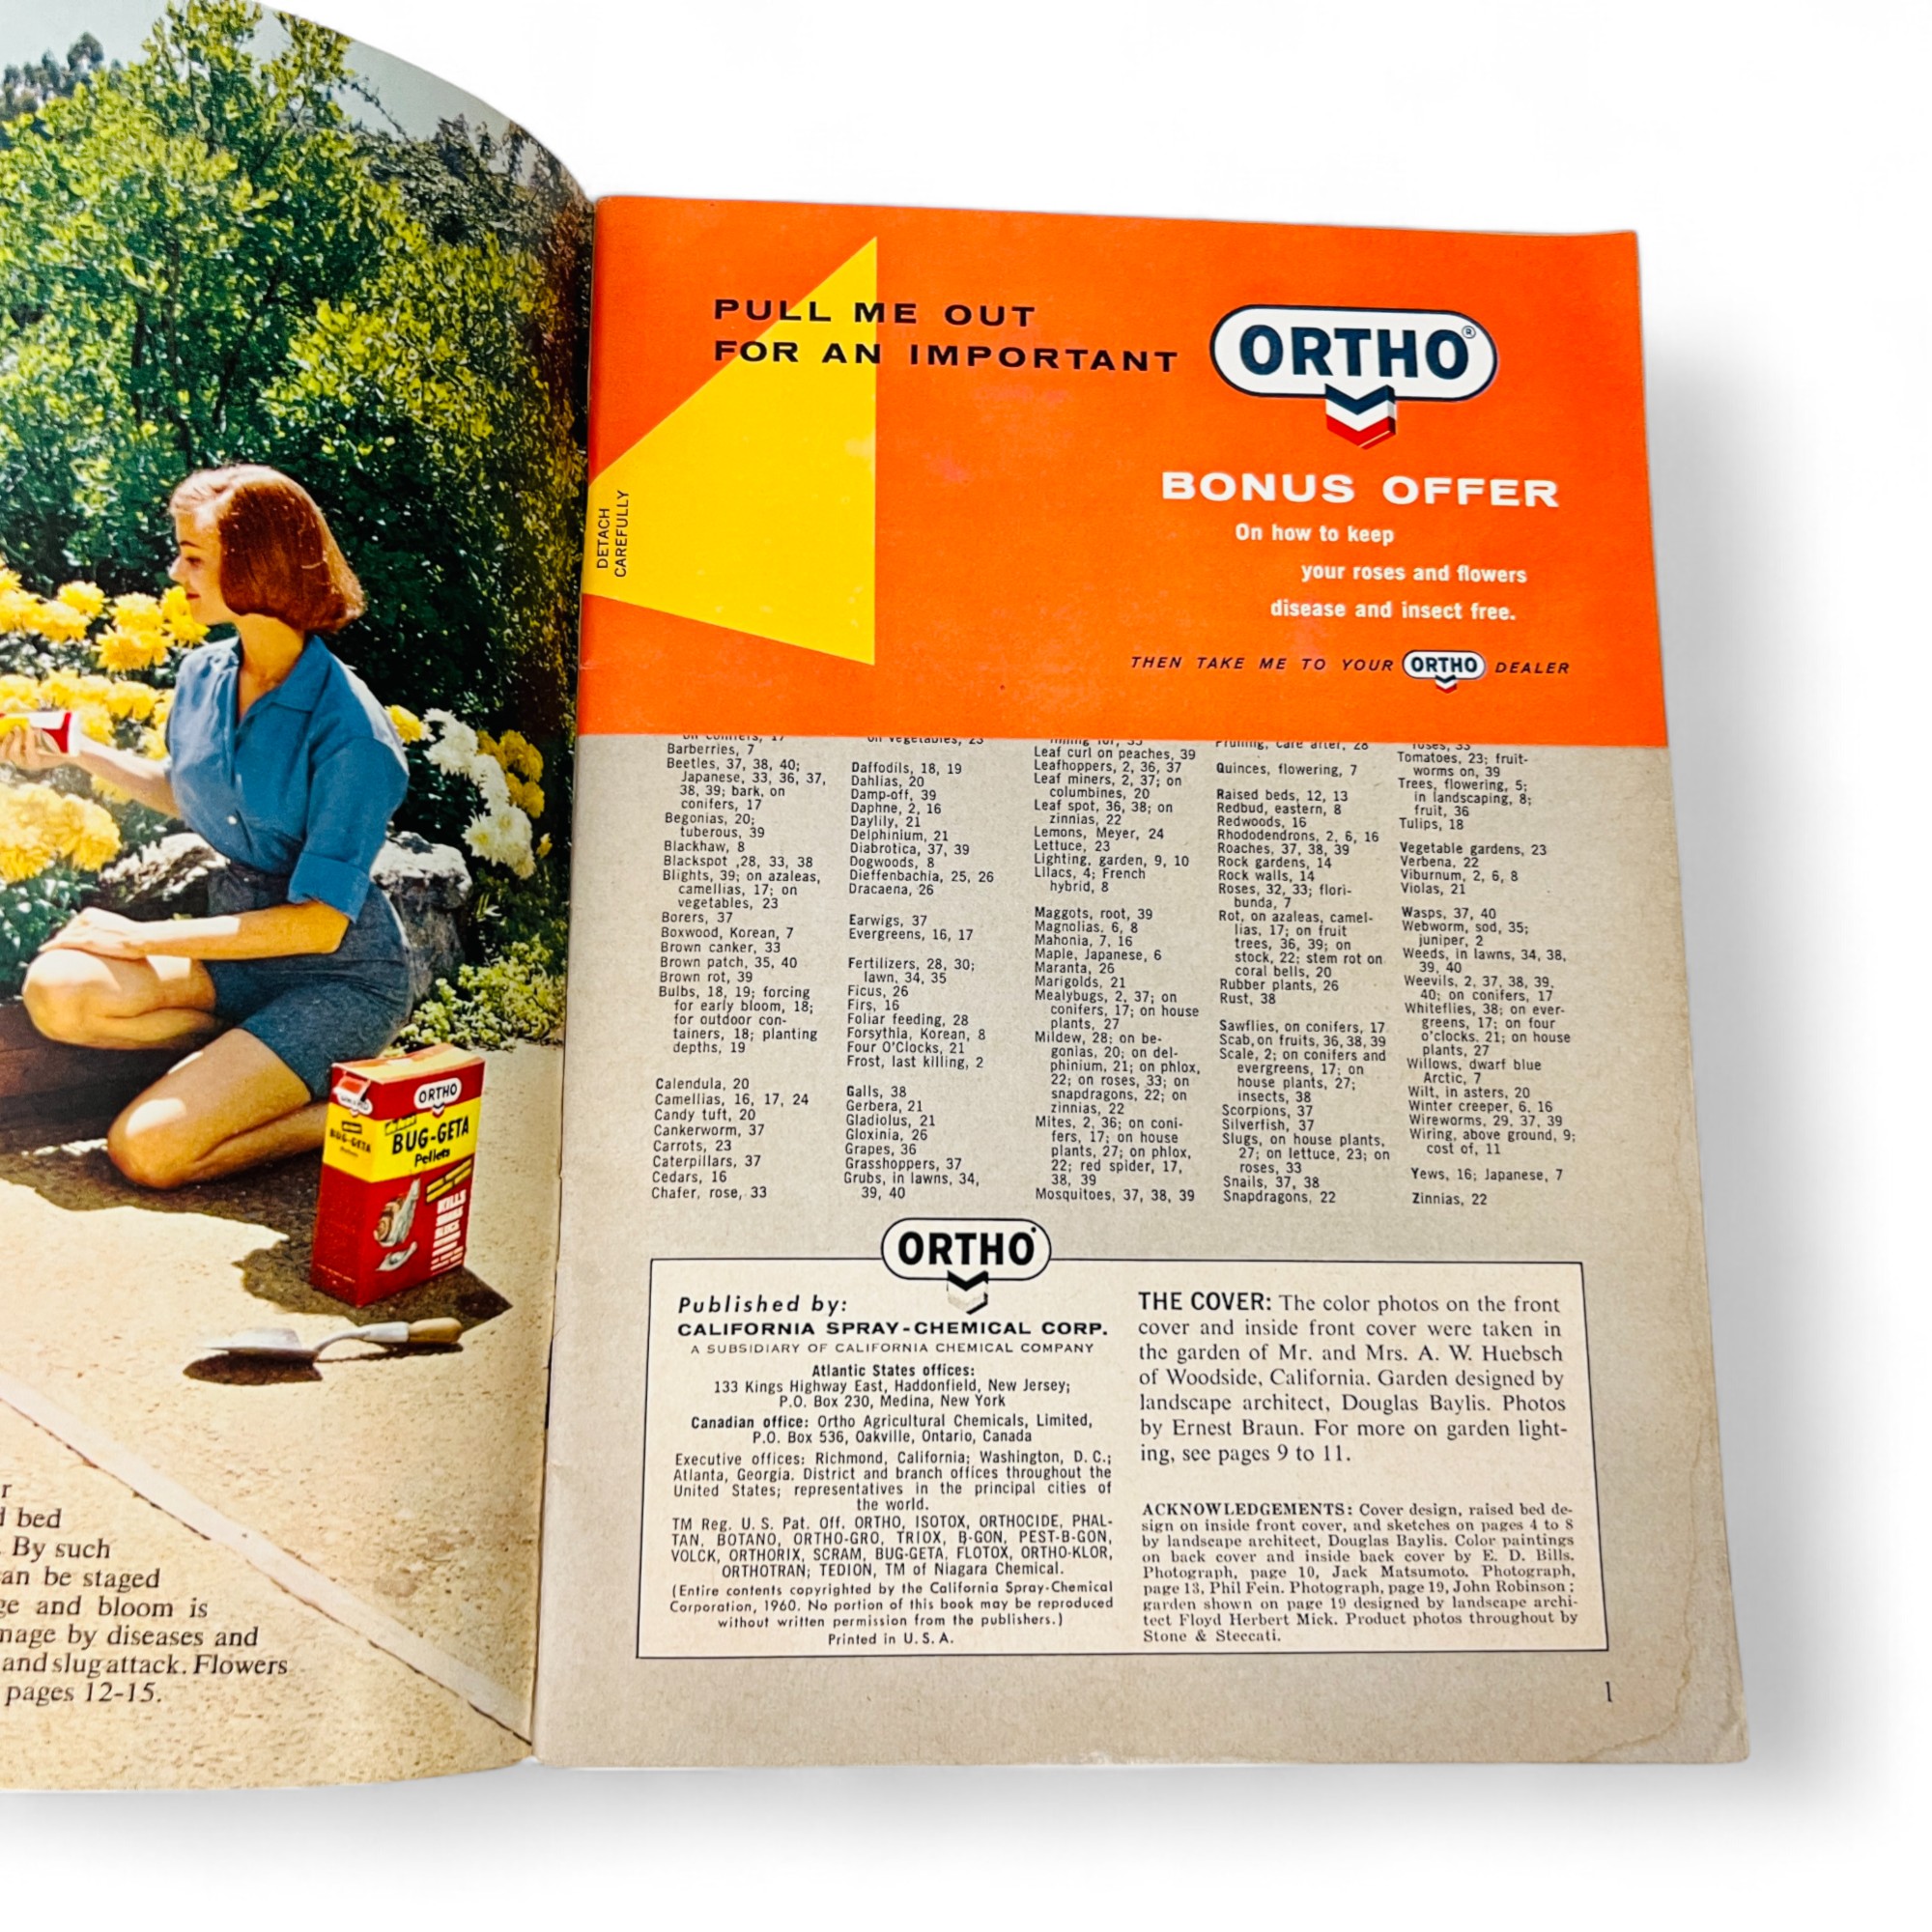 r
d bed
. By such
an be staged
ge and bloom is
mage by diseases and
and slug attack. Flowers
pages 12-15.
ORTHO
BUG-GETA
BUG-GETA
Pellets
KILLS
PULL ME OUT
FOR AN IMPORTANT
ORTHO®
BONUS OFFER
On how to keep
your roses and flowers
disease and insect free.
THEN TAKE ME TO YOUR ORTHO DEALER
DETACH
CAREFULLY
on conifers, 17
Barberries, 7
Beetles, 37, 38, 40;
Japanese, 33, 36, 37,
38, 39; bark, on
conifers, 17
Begonias, 20;
tuberous, 39
Blackhaw, 8
Blackspot ,28, 33, 38
Blights, 39; on azaleas,
camellias, 17; on
vegetables, 23
Borers, 37
Boxwood, Korean, 7
Brown canker, 33
Brown patch, 35, 40
Brown rot, 39
Bulbs, 18, 19; forcing
for early bloom, 18;
for outdoor con-
tainers, 18; planting
depths, 19
Calendula, 20
Camellias, 16, 17, 24
Candy tuft, 20
Cankerworm, 37
Carrots, 23
Caterpillars, 37
Cedars, 16
Chafer, rose, 33
on vegetables, 23
Daffodils, 18, 19
Dahlias, 20
Damp-off, 39
Daphne, 2, 16
Daylily, 21
Delphinium, 21
Diabrotica, 37, 39
Dogwoods, 8
Dieffenbachia, 25, 26
Dracaena, 26
Earwigs, 37
Evergreens, 16, 17
Fertilizers, 28, 30;
lawn, 34, 35
Ficus, 26
Firs, 16
Foliar feeding, 28
Forsythia, Korean, 8
Four O'Clocks, 21
Frost, last killing, 2
Galls, 38
Gerbera, 21
Gladiolus, 21
Gloxinia, 26
Grapes, 36
Grasshoppers, 37
Grubs, in lawns, 34,
39, 40
Leaf curl on peaches, 39
Leafhoppers, 2, 36, 37
Leaf miners, 2, 37; on
columbines, 20
Leaf spot, 36, 38; on
zinnias, 22
Lemons, Meyer, 24
Lettuce, 23
Lighting, garden, 9, 10
Lilacs, 4; French
hybrid, 8
Maggots, root, 39
Magnolias, 6, 8
Mahonia, 7, 16
Maple, Japanese, 6
Maranta, 26
Marigolds, 21
Mealybugs, 2, 37; on
conifers, 17; on house
plants, 27
Mildew, 28; on be-
gonias, 20; on del-
phinium, 21; on phlox,
22; on roses, 33; on
snapdragons, 22; on
zinnias, 22
Mites, 2, 36; on coni-
fers, 17; on house
plants, 27; on phlox,
22; red spider, 17,
38, 39
Mosquitoes, 37, 38, 39
Pruning, care after, 28
Quinces, flowering, 7
Raised beds, 12, 13
Redbud, eastern, 8
Redwoods, 16
Rhododendrons, 2, 6, 16
Roaches, 37, 38, 39
Rock gardens, 14
Rock walls, 14
Roses, 32, 33; flori-
bunda, 7
Rot, on azaleas, camel-
lias, 17; on fruit
trees, 36, 39; on
stock, 22; stem rot on
coral bells, 20
Rubber plants, 26
Rust, 38
Sawflies, on conifers, 17
Scab, on fruits, 36, 38, 39
Scale, 2; on conifers and
evergreens, 17; on
house plants, 27;
insects, 38
Scorpions, 37
Silverfish, 37
Slugs, on house plants,
27; on lettuce, 23; on
roses, 33
Snails, 37, 38
Snapdragons, 22
roses, 33
Tomatoes, 23; fruit-
worms on, 39
Trees, flowering, 5;
in landscaping, 8;
fruit, 36
Tulips, 18
Vegetable gardens, 23
Verbena, 22
Viburnum, 2, 6, 8
Violas, 21
Wasps, 37, 40
Webworm, sod, 35;
juniper, 2
Weeds, in lawns, 34, 38,
39, 40
Weevils, 2, 37, 38, 39,
40; on conifers, 17
Whiteflies, 38; on ever-
greens, 17; on four
o'clocks. 21; on house
plants, 27
Willows, dwarf blue
Arctic, 7
Wilt, in asters, 20
Winter creeper, 6, 16
Wireworms, 29, 37, 39
Wiring, above ground, 9;
cost of, 11
Yews, 16; Japanese, 7
Zinnias, 22
ORTHO
Published by:
CALIFORNIA SPRAY-CHEMICAL CORP.
A SUBSIDIARY OF CALIFORNIA CHEMICAL COMPANY
Atlantic States offices:
133 Kings Highway East, Haddonfield, New Jersey;
P.O. Box 230, Medina, New York
Canadian office: Ortho Agricultural Chemicals, Limited,
P.O. Box 536, Oakville, Ontario, Canada
Executive offices: Richmond, California; Washington, D. C.;
Atlanta, Georgia. District and branch offices throughout the
United States; representatives in the principal cities of
the world.
TM Reg. U. S. Pat. Off. ORTHO, ISOTOX, ORTHOCIDE, PHAL-
TAN, BOTANO, ORTHO-GRO, TRIOX, B-GON, PEST-B-GON,
VOLCK, ORTHORIX, SCRAM, BUG-GETA, FLOTOX, ORTHO-KLOR,
ORTHOTRAN; TEDION, TM of Niagara Chemical.
(Entire contents copyrighted by the California Spray-Chemical
Corporation, 1960. No portion of this book may be reproduced
without written permission from the publishers.)
Printed in U. S. A.
THE COVER: The color photos on the front
cover and inside front cover were taken in
the garden of Mr. and Mrs. A. W. Huebsch
of Woodside, California. Garden designed by
landscape architect, Douglas Baylis. Photos
by Ernest Braun. For more on garden light-
ing, see pages 9 to 11.
ACKNOWLEDGEMENTS: Cover design, raised bed de-
sign on inside front cover, and sketches on pages 4 to 8
by landscape architect, Douglas Baylis. Color paintings
on back cover and inside back cover by E. D. Bills.
Photograph, page 10, Jack Matsumoto. Photograph,
page 13, Phil Fein. Photograph, page 19, John Robinson;
garden shown on page 19 designed by landscape archi-
tect Floyd Herbert Mick. Product photos throughout by
Stone & Steccati.
1